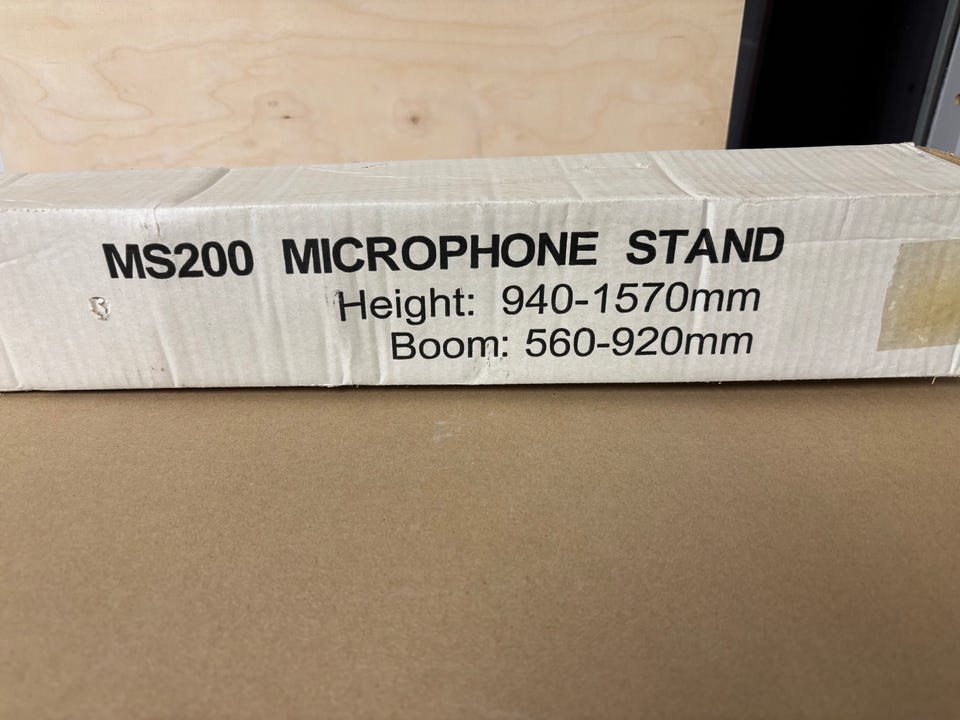 MS200 MICROPHONE STAND
Height: 940-1570mm
Boom: 560-920mm